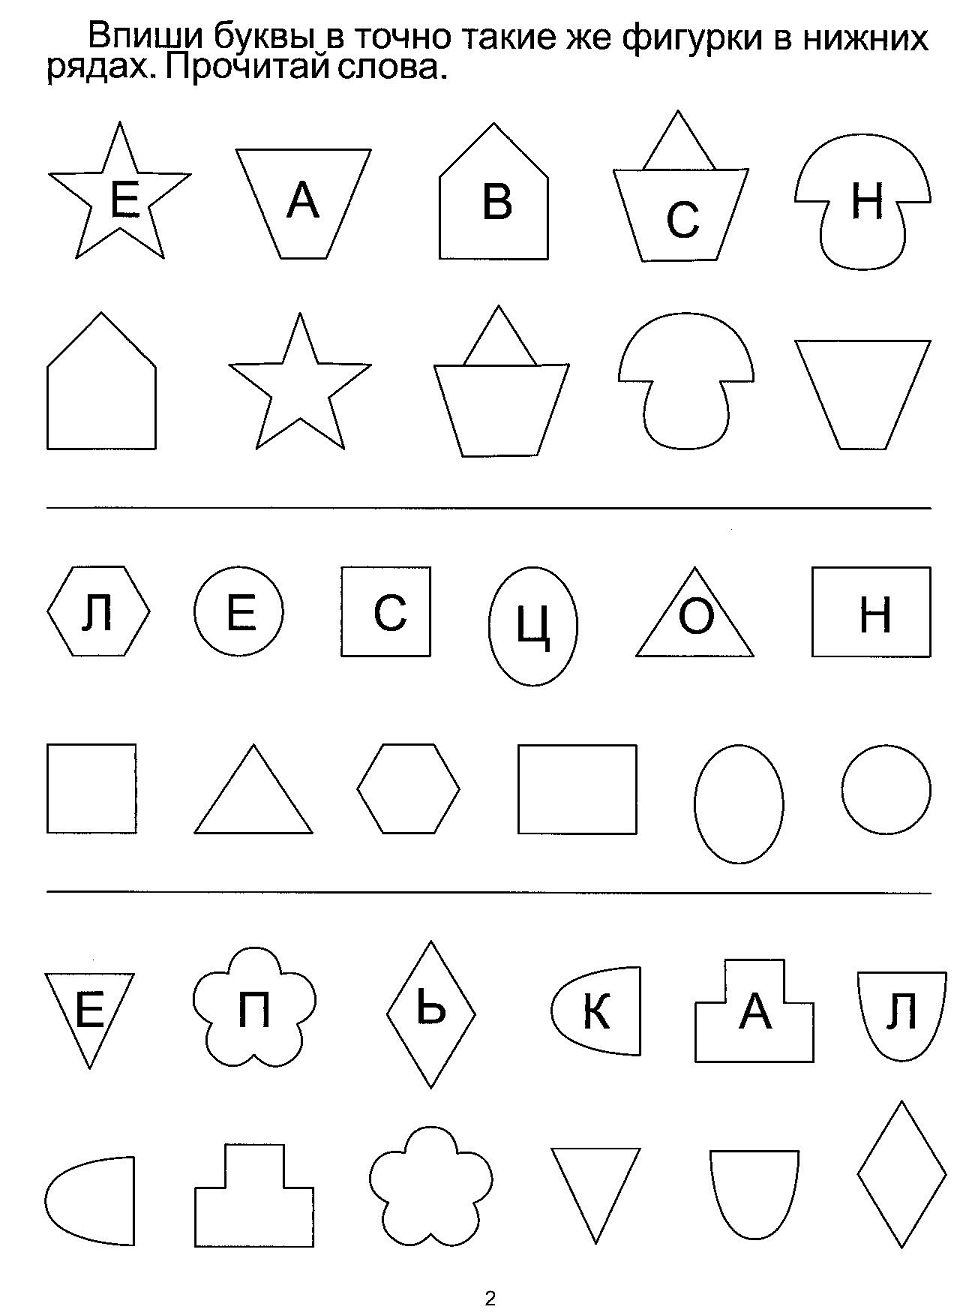 Впиши буквы в точно такие же фигурки в нижних
рядах. Прочитай слова.
Е А В С Н
Л Е С Ц О Н
Е П Ь К А Л
2